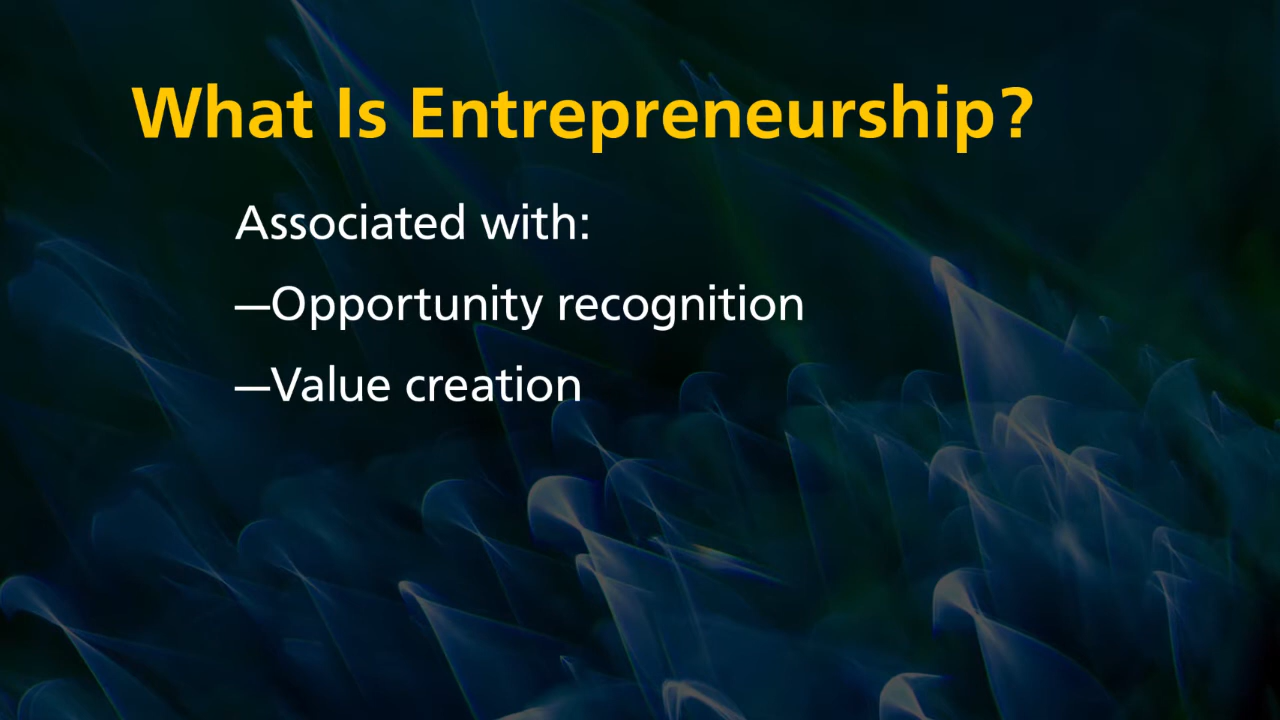 What Is Entrepreneurship?
Associated with:
—Opportunity recognition
—Value creation